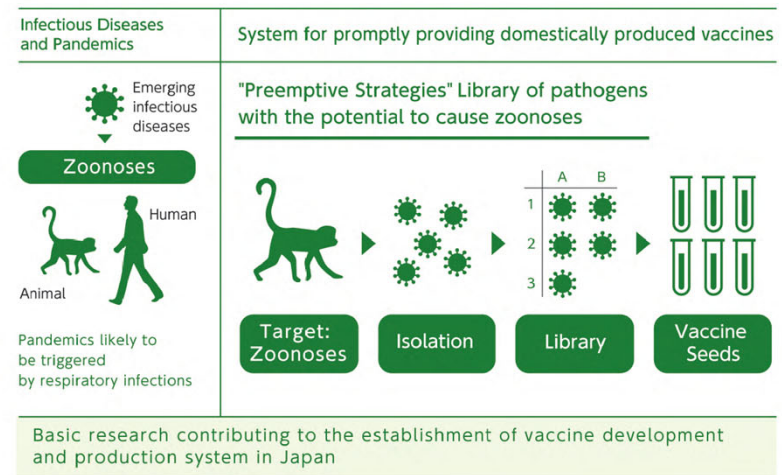 Infectious Diseases
and Pandemics
System for promptly providing domestically produced vaccines
Emerging
infectious
diseases
Zoonoses
Human
Animal
Pandemics likely to
be triggered
by respiratory infections
"Preemptive Strategies" Library of pathogens
with the potential to cause zoonoses
A B
1
2
3
Target:
Zoonoses
Isolation
Library
Vaccine
Seeds
Basic research contributing to the establishment of vaccine development
and production system in Japan